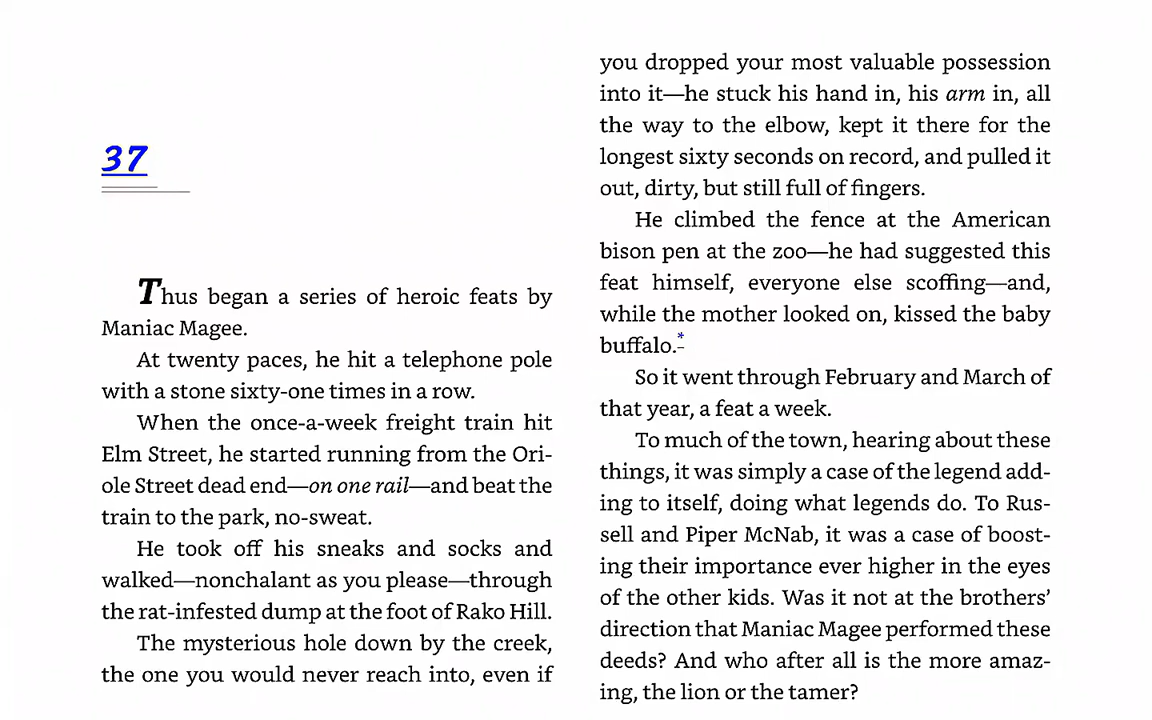 37
Thus began a series of heroic feats by
Maniac Magee.
At twenty paces, he hit a telephone pole
with a stone sixty-one times in a row.
When the once-a-week freight train hit
Elm Street, he started running from the Ori-
ole Street dead end—on one rail—and beat the
train to the park, no-sweat.
He took off his sneaks and socks and
walked—nonchalant as you please—through
the rat-infested dump at the foot of Rako Hill.
The mysterious hole down by the creek,
the one you would never reach into, even if
you dropped your most valuable possession
into it—he stuck his hand in, his arm in, all
the way to the elbow, kept it there for the
longest sixty seconds on record, and pulled it
out, dirty, but still full of fingers.
He climbed the fence at the American
bison pen at the zoo—he had suggested this
feat himself, everyone else scoffing—and,
while the mother looked on, kissed the baby
buffalo.*
So it went through February and March of
that year, a feat a week.
To much of the town, hearing about these
things, it was simply a case of the legend add-
ing to itself, doing what legends do. To Rus-
sell and Piper McNab, it was a case of boost-
ing their importance ever higher in the eyes
of the other kids. Was it not at the brothers’
direction that Maniac Magee performed these
deeds? And who after all is the more amaz-
ing, the lion or the tamer?